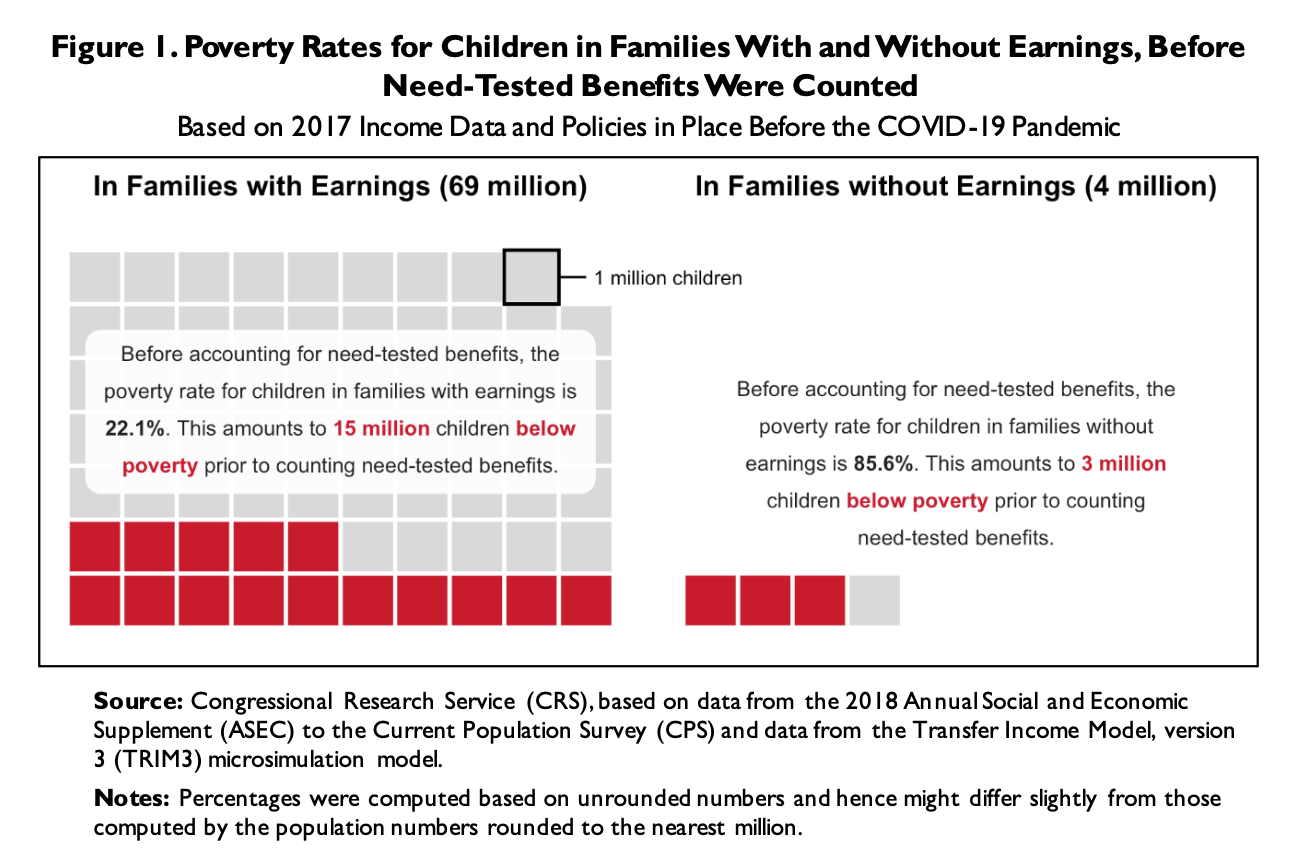 Figure 1. Poverty Rates for Children in Families With and Without Earnings, Before
Need-Tested Benefits Were Counted
Based on 2017 Income Data and Policies in Place Before the COVID-19 Pandemic
In Families with Earnings (69 million)
1 million children
Before accounting for need-tested benefits, the
poverty rate for children in families with earnings is
22.1%. This amounts to 15 million children below
poverty prior to counting need-tested benefits.
In Families without Earnings (4 million)
Before accounting for need-tested benefits, the
poverty rate for children in families without
earnings is 85.6%. This amounts to 3 million
children below poverty prior to counting
need-tested benefits.
Source: Congressional Research Service (CRS), based on data from the 2018 Annual Social and Economic
Supplement (ASEC) to the Current Population Survey (CPS) and data from the Transfer Income Model, version
3 (TRIM3) microsimulation model.
Notes: Percentages were computed based on unrounded numbers and hence might differ slightly from those
computed by the population numbers rounded to the nearest million.